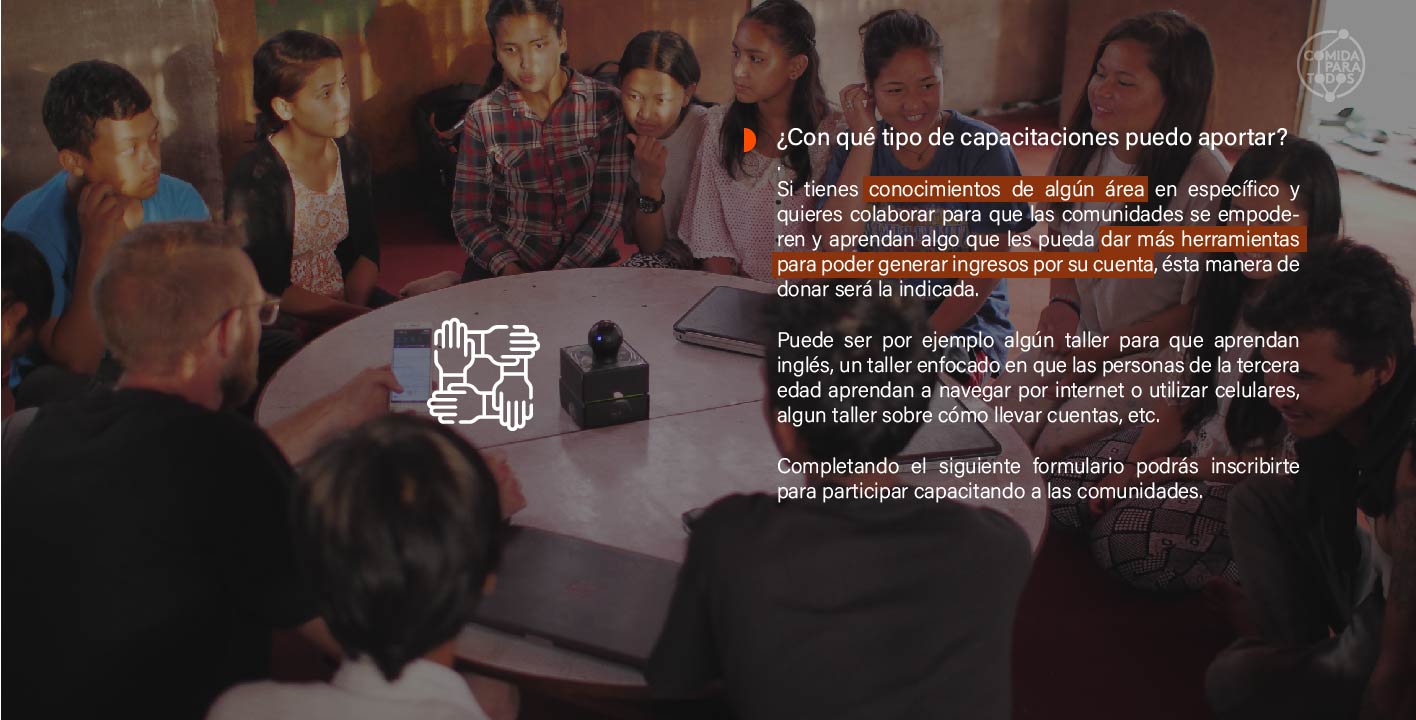 COMIDA
PARA
TODOS
¿Con qué tipo de capacitaciones puedo aportar?
.
Si tienes conocimientos de algún área en específico y
quieres colaborar para que las comunidades se empode-
ren y aprendan algo que les pueda dar más herramientas
para poder generar ingresos por su cuenta, ésta manera de
donar será la indicada.
Puede ser por ejemplo algún taller para que aprendan
inglés, un taller enfocado en que las personas de la tercera
edad aprendan a navegar por internet o utilizar celulares,
algun taller sobre cómo llevar cuentas, etc.
Completando el siguiente formulario podrás inscribirte
para participar capacitando a las comunidades.